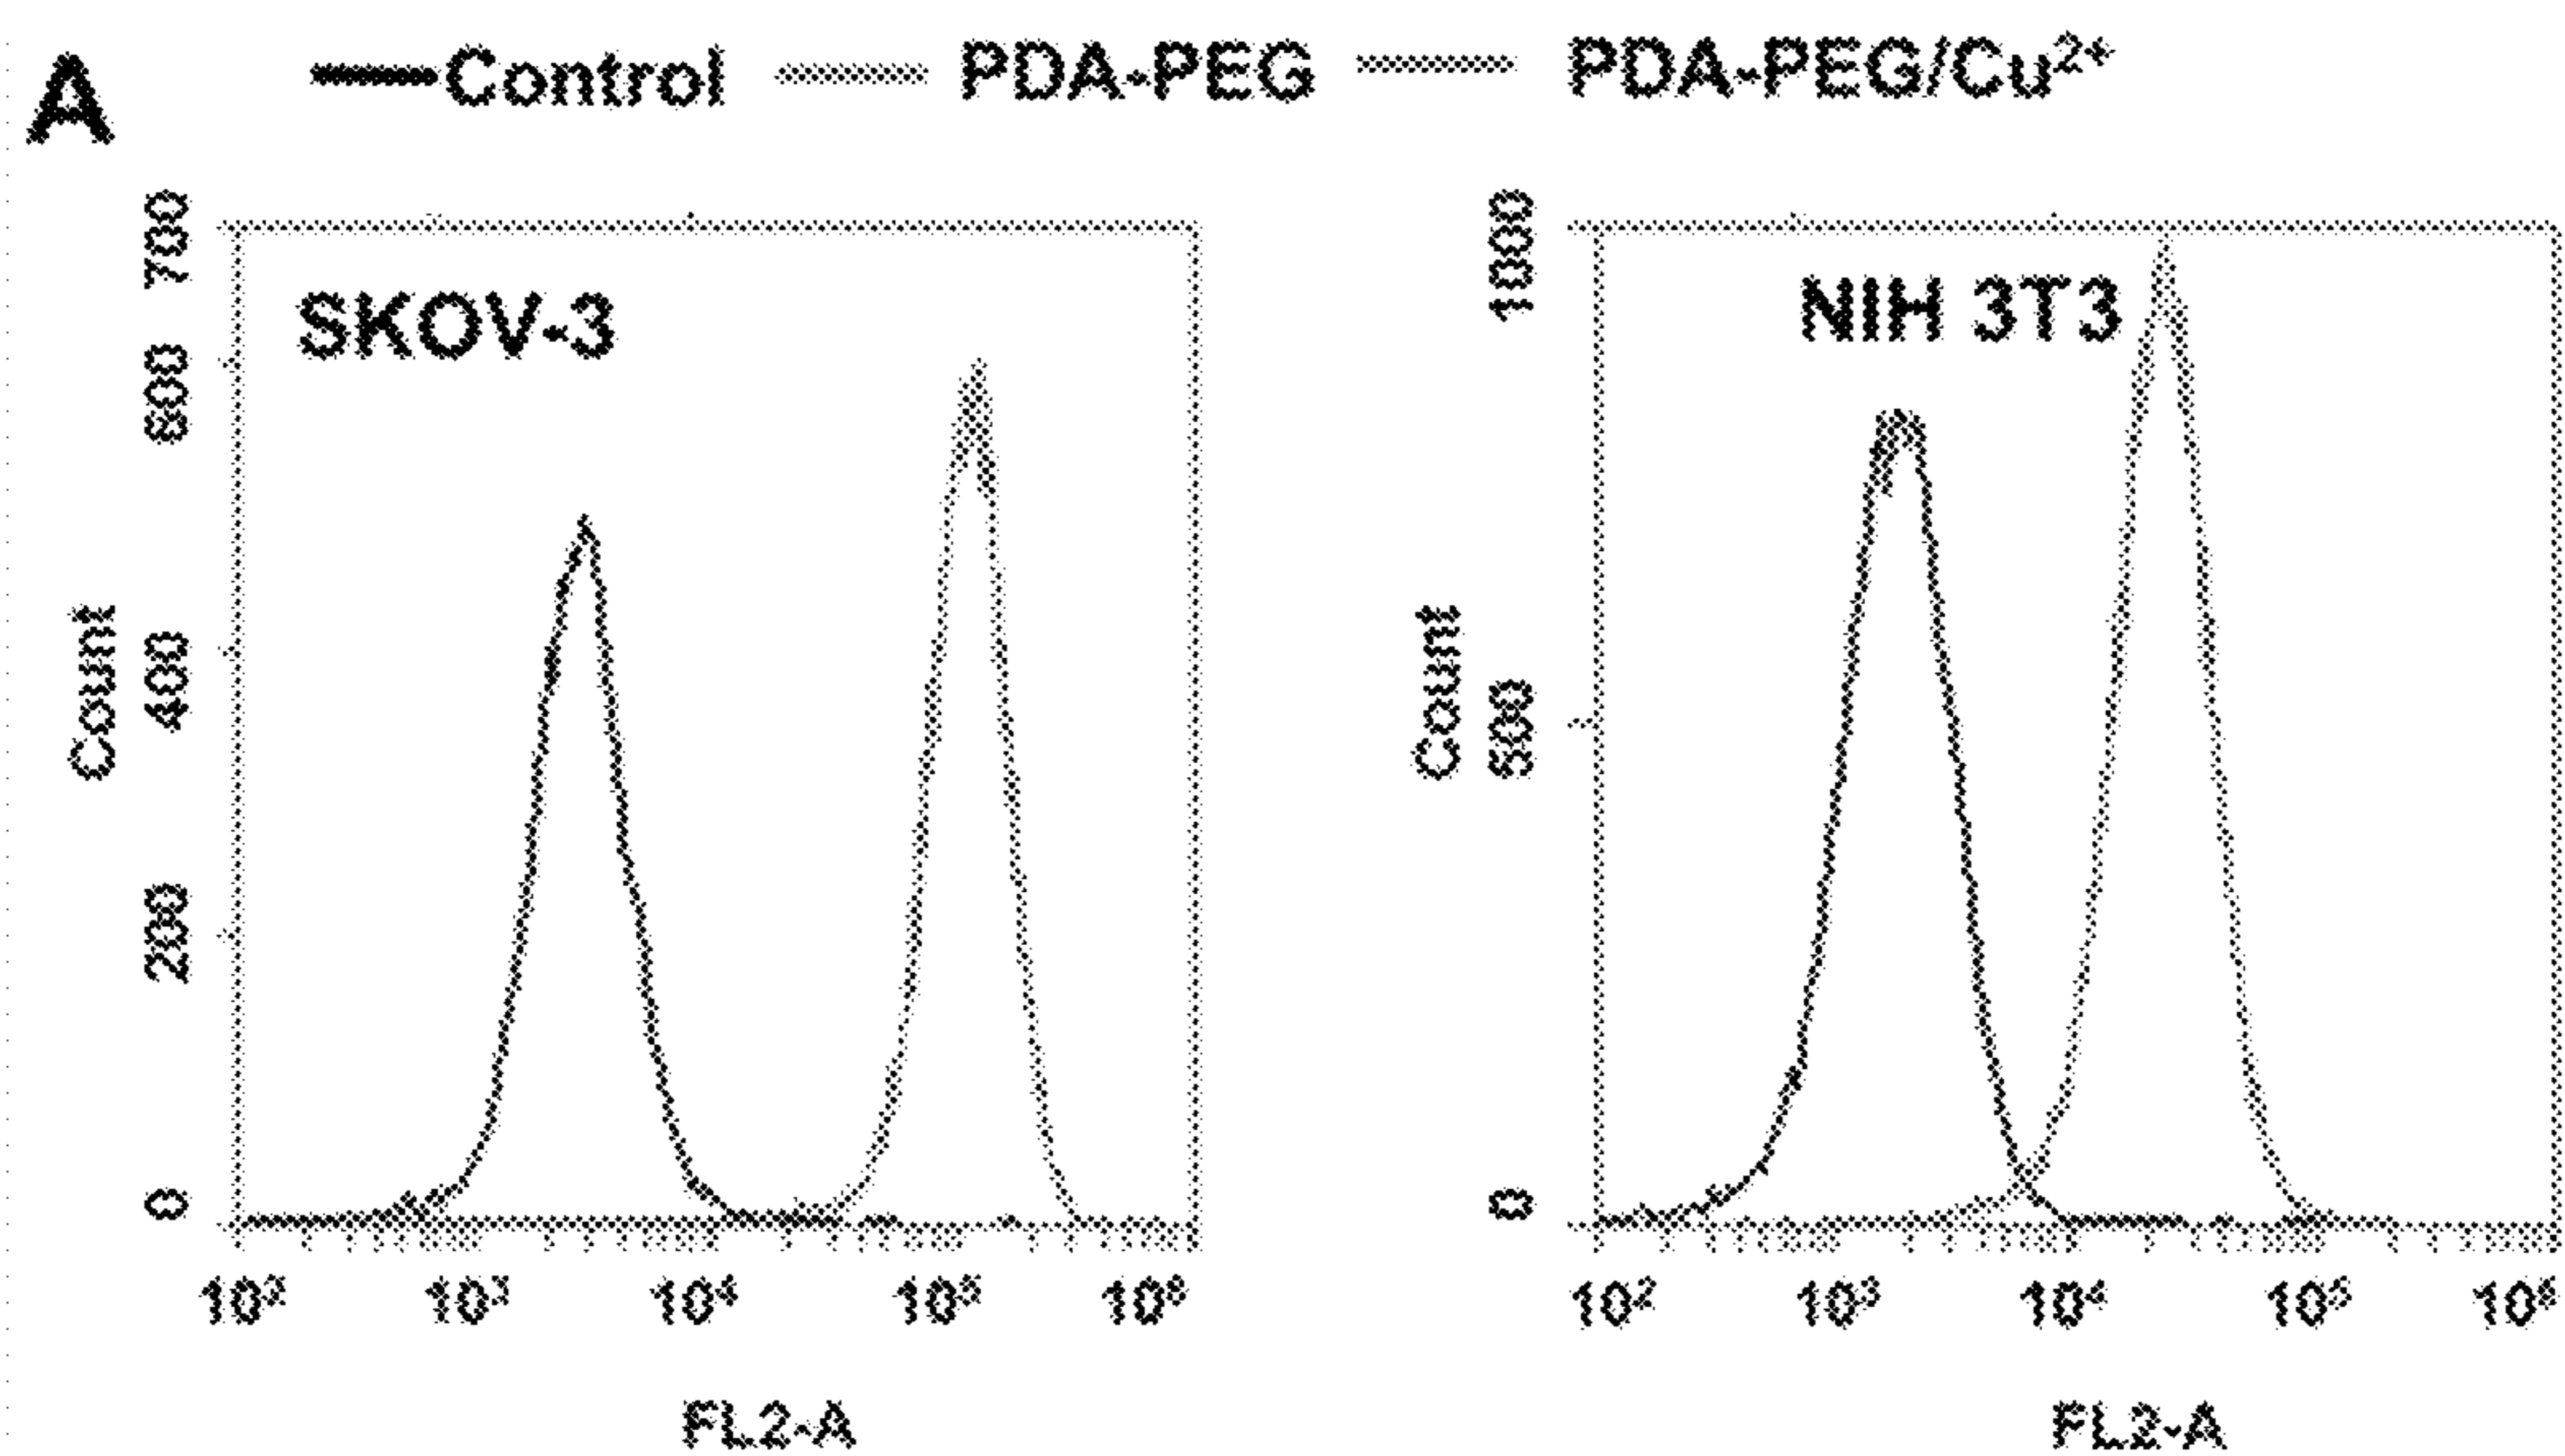 A
Control PDA-PEG PDA-PEG/Cu²⁺
SKOV-3
Count
700
600
400
200
0
10² 10³ 10⁴ 10⁵ 10⁶
FL2-A
NIH 3T3
Count
1000
500
0
10² 10³ 10⁴ 10⁵ 10⁶
FL2-A